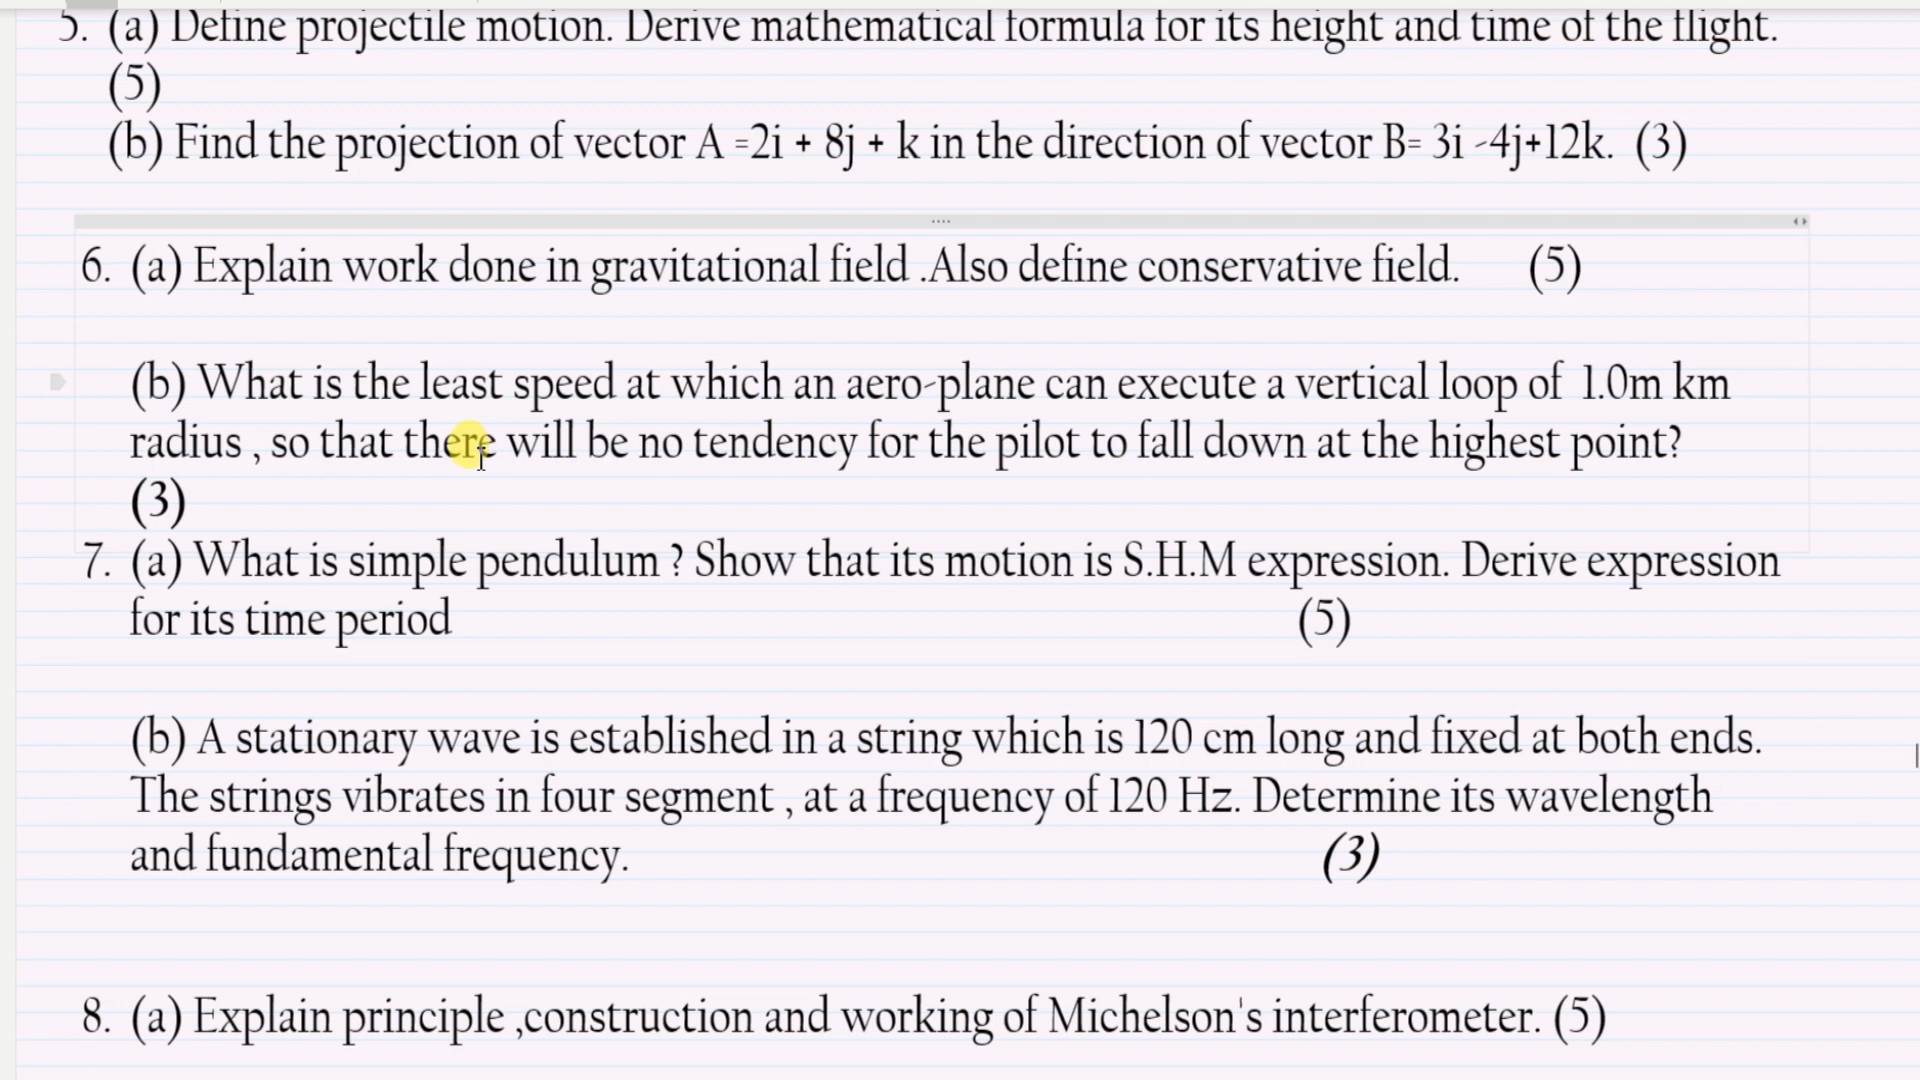 5. (a) Define projectile motion. Derive mathematical formula for its height and time of the flight.
(5)
(b) Find the projection of vector A =2i + 8j + k in the direction of vector B= 3i -4j+12k. (3)
6. (a) Explain work done in gravitational field .Also define conservative field. (5)
(b) What is the least speed at which an aero-plane can execute a vertical loop of 1.0m km
radius , so that there will be no tendency for the pilot to fall down at the highest point?
(3)
7. (a) What is simple pendulum ? Show that its motion is S.H.M expression. Derive expression
for its time period (5)
(b) A stationary wave is established in a string which is 120 cm long and fixed at both ends.
The strings vibrates in four segment , at a frequency of 120 Hz. Determine its wavelength
and fundamental frequency. (3)
8. (a) Explain principle ,construction and working of Michelson's interferometer. (5)